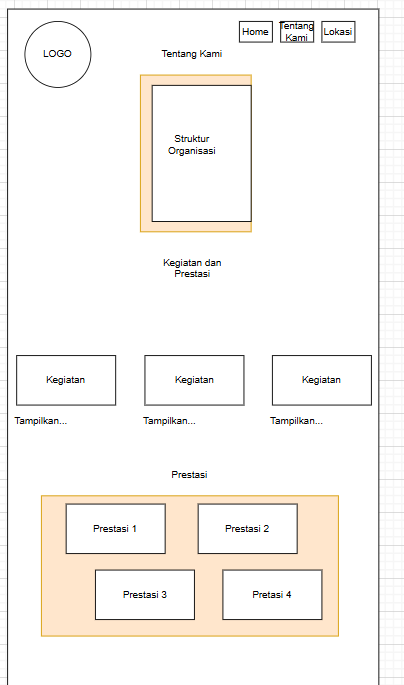 Home
Tentang
Kami
Lokasi
LOGO
Tentang Kami
Struktur
Organisasi
Kegiatan dan
Prestasi
Kegiatan
Kegiatan
Kegiatan
Tampilkan...
Tampilkan...
Tampilkan...
Prestasi
Prestasi 1
Prestasi 2
Prestasi 3
Pretasi 4